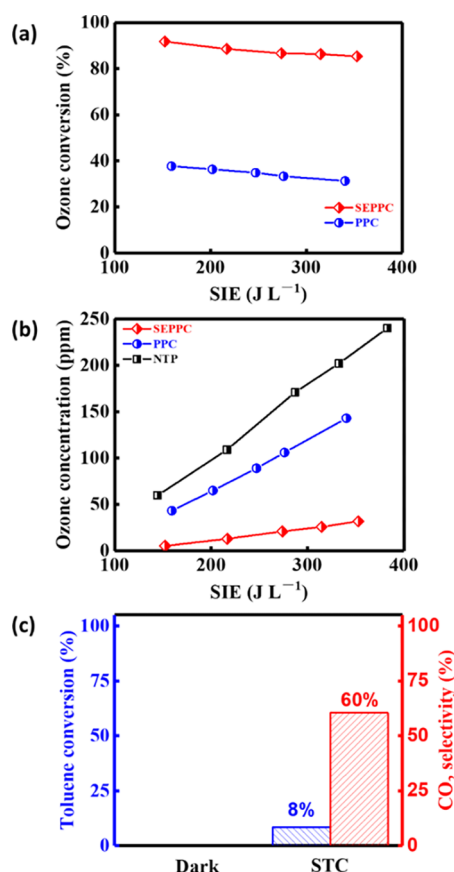 (a)
Ozone conversion (%)
100
80
60
40
20
0
SEPPC
PPC
100
200
300
400
SIE (J L⁻¹)
(b)
Ozone concentration (ppm)
250
200
150
100
50
0
SEPPC
PPC
NTP
100
200
300
400
SIE (J L⁻¹)
(c)
Toluene conversion (%)
100
75
50
25
0
8%
60%
100
75
50
25
0
CO₂ selectivity (%)
Dark
STC